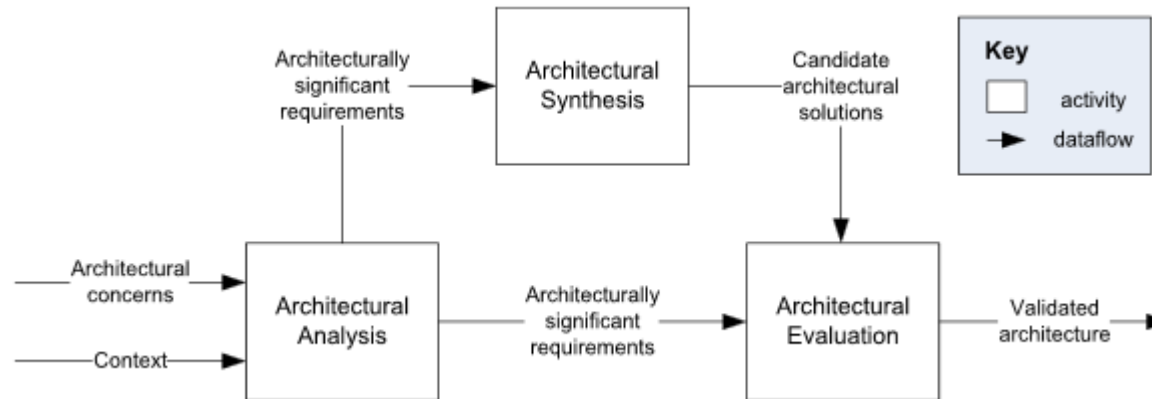 Architecturally
significant
requirements
Architectural
Synthesis
Candidate
architectural
solutions
Key
activity
dataflow
Architectural
concerns
Context
Architectural
Analysis
Architecturally
significant
requirements
Architectural
Evaluation
Validated
architecture